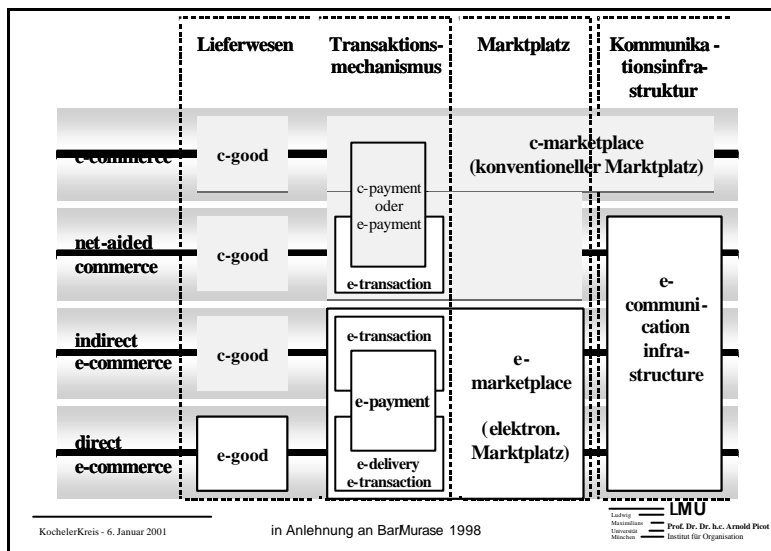 Lieferwesen
Transaktions-
mechanismus
Marktplatz
Kommunika -
tionsinfra-
struktur
c-commerce
c-good
c-payment
oder
e-payment
c-marketplace
(konventioneller Marktplatz)
net-aided
commerce
c-good
e-transaction
e-
communi-
cation
infra-
structure
indirect
e-commerce
c-good
e-transaction
e-payment
e-
marketplace
(elektron.
Marktplatz)
direct
e-commerce
e-good
e-delivery
e-transaction
KochelerKreis - 6. Januar 2001
in Anlehnung an Bar/Murase 1998
Ludwig
Maximilians
Universität
München
LMU
Prof. Dr. Dr. h.c. Arnold Picot
Institut für Organisation